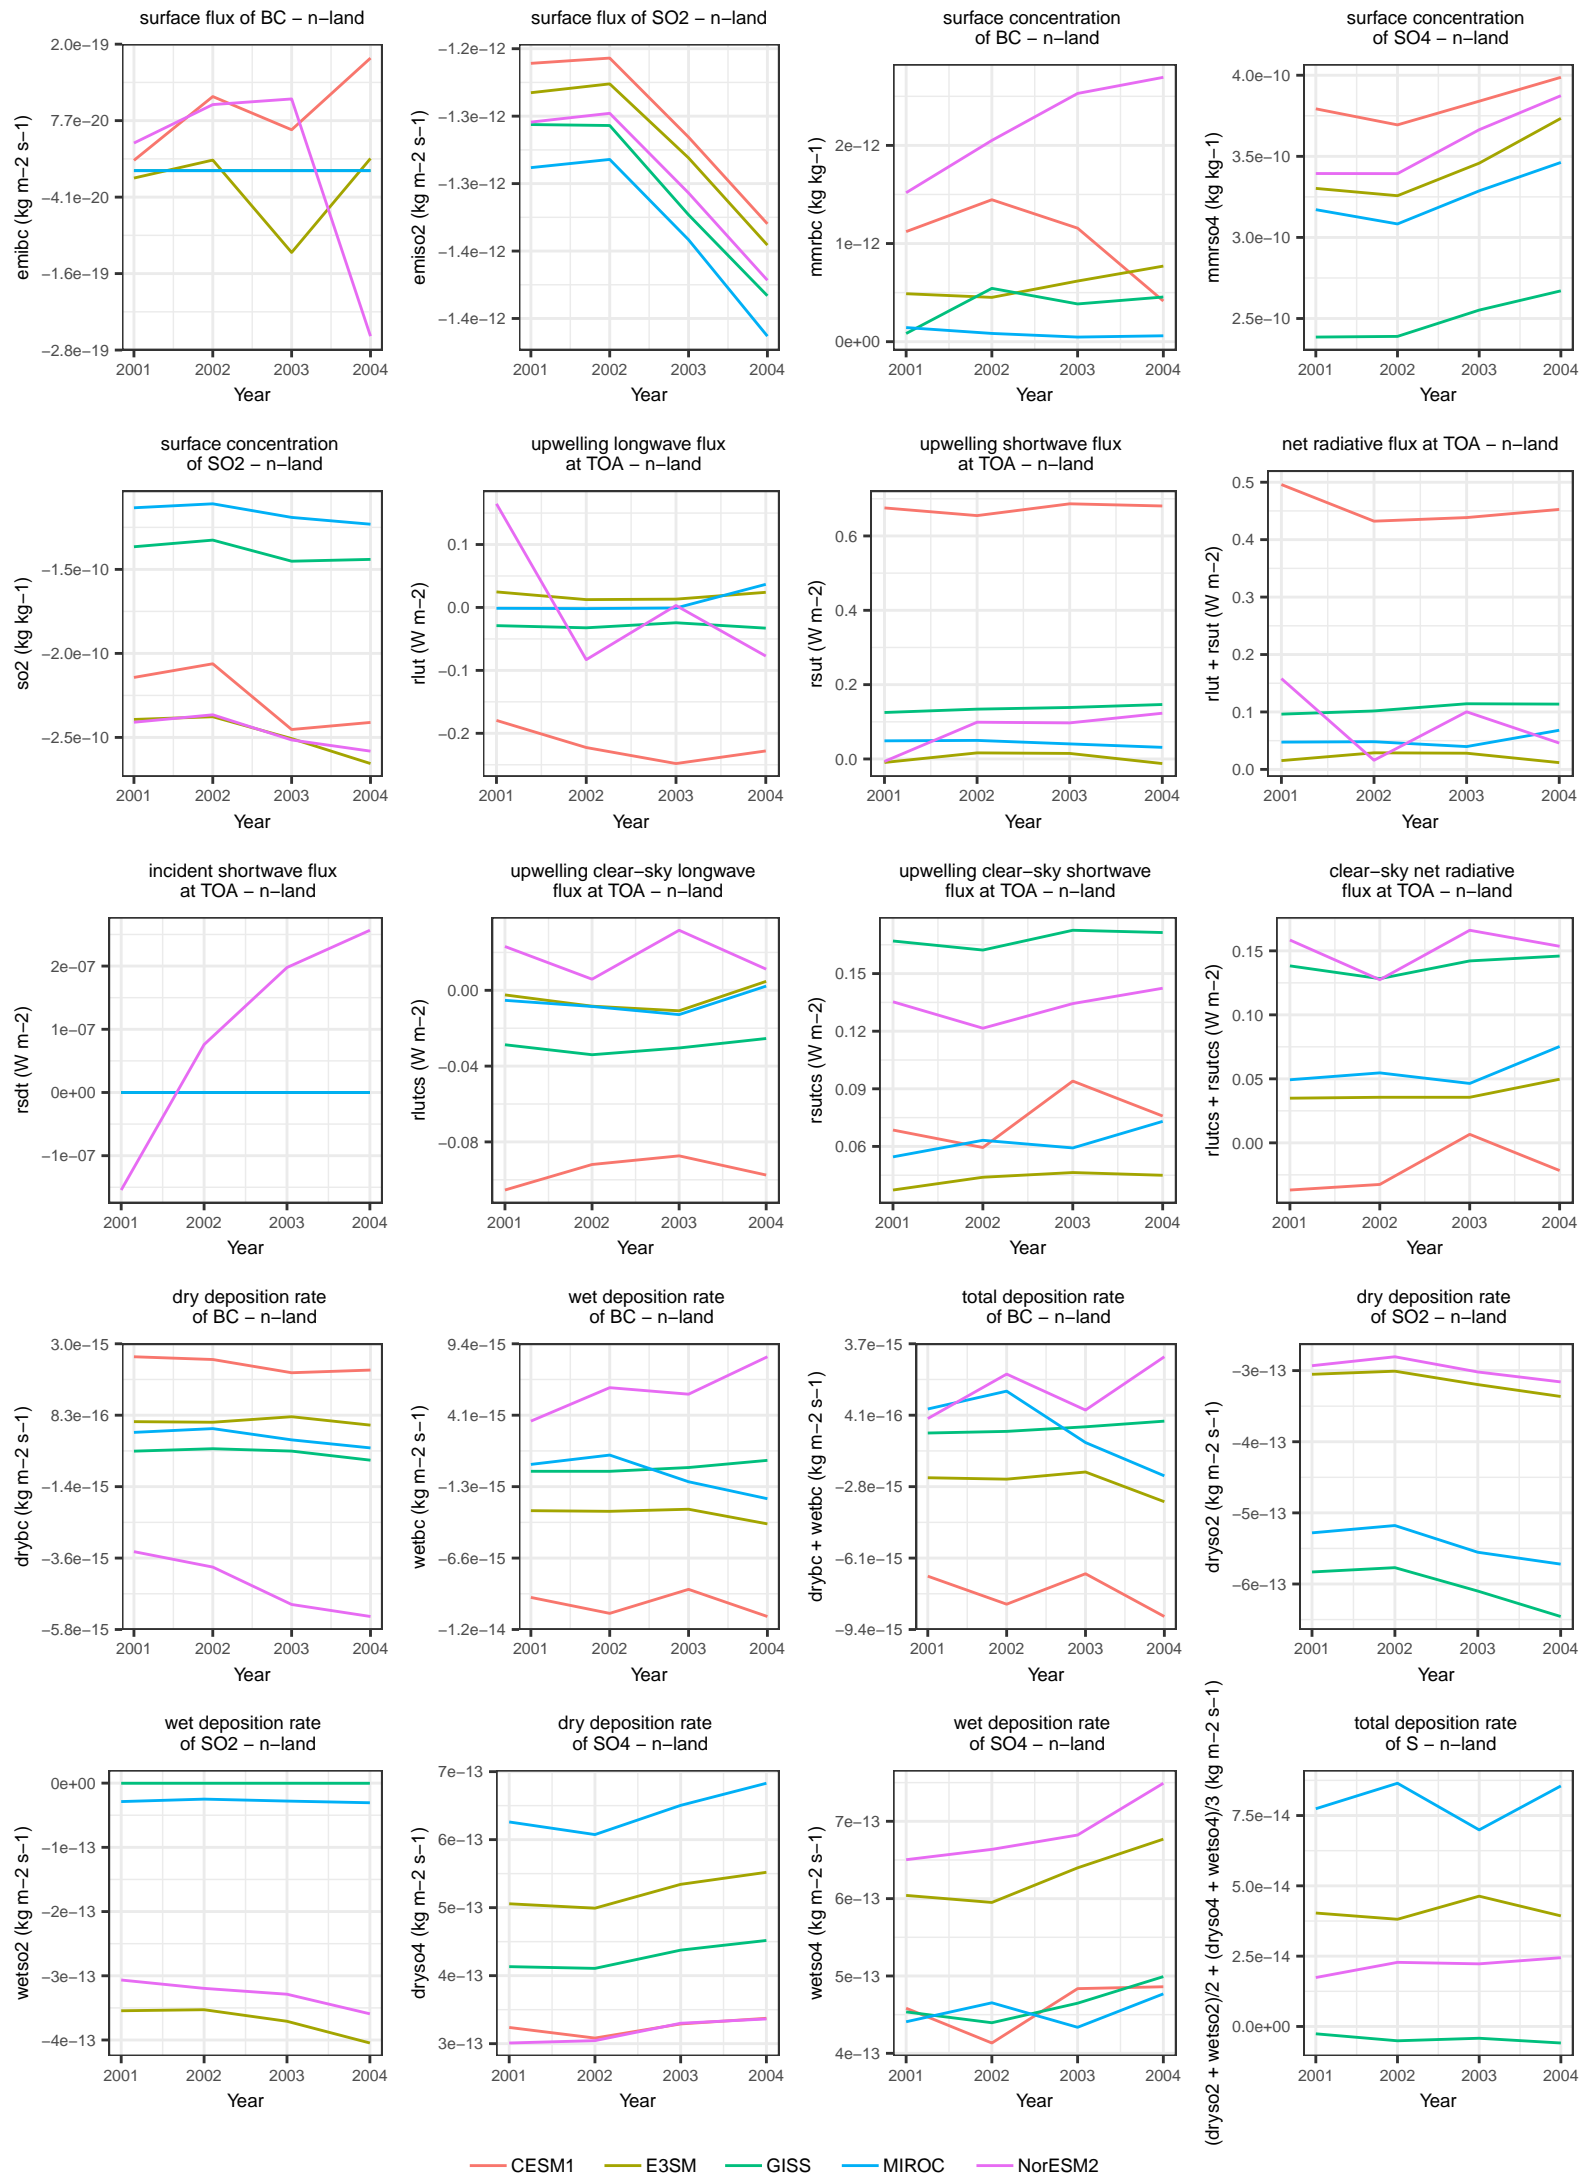 surface flux of BC − n−land
emibc (kg m−2 s−1)
2.0e−19
7.7e−20
−4.1e−20
−1.6e−19
−2.8e−19
2001 2002 2003 2004
Year
surface flux of SO2 − n−land
emiso2 (kg m−2 s−1)
−1.2e−12
−1.3e−12
−1.3e−12
−1.4e−12
−1.4e−12
2001 2002 2003 2004
Year
surface concentration
of BC − n−land
mmrbc (kg kg−1)
2e−12
1e−12
0e+00
2001 2002 2003 2004
Year
surface concentration
of SO4 − n−land
mmrso4 (kg kg−1)
4.0e−10
3.5e−10
3.0e−10
2.5e−10
2001 2002 2003 2004
Year
surface concentration
of SO2 − n−land
so2 (kg kg−1)
−1.5e−10
−2.0e−10
−2.5e−10
2001 2002 2003 2004
Year
upwelling longwave flux
at TOA − n−land
rlut (W m−2)
0.1
0.0
−0.1
−0.2
2001 2002 2003 2004
Year
upwelling shortwave flux
at TOA − n−land
rsut (W m−2)
0.6
0.4
0.2
0.0
2001 2002 2003 2004
Year
net radiative flux at TOA − n−land
rlut + rsut (W m−2)
0.5
0.4
0.3
0.2
0.1
0.0
2001 2002 2003 2004
Year
incident shortwave flux
at TOA − n−land
rsdt (W m−2)
2e−07
1e−07
0e+00
−1e−07
2001 2002 2003 2004
Year
upwelling clear−sky longwave
flux at TOA − n−land
rlutcs (W m−2)
0.00
−0.04
−0.08
2001 2002 2003 2004
Year
upwelling clear−sky shortwave
flux at TOA − n−land
rsutcs (W m−2)
0.15
0.12
0.09
0.06
2001 2002 2003 2004
Year
clear−sky net radiative
flux at TOA − n−land
rlutcs + rsutcs (W m−2)
0.15
0.10
0.05
0.00
2001 2002 2003 2004
Year
dry deposition rate
of BC − n−land
drybc (kg m−2 s−1)
3.0e−15
8.3e−16
−1.4e−15
−3.6e−15
−5.8e−15
2001 2002 2003 2004
Year
wet deposition rate
of BC − n−land
wetbc (kg m−2 s−1)
9.4e−15
4.1e−15
−1.3e−15
−6.6e−15
−1.2e−14
2001 2002 2003 2004
Year
total deposition rate
of BC − n−land
drybc + wetbc (kg m−2 s−1)
3.7e−15
4.1e−16
−2.8e−15
−6.1e−15
−9.4e−15
2001 2002 2003 2004
Year
dry deposition rate
of SO2 − n−land
dryso2 (kg m−2 s−1)
−3e−13
−4e−13
−5e−13
−6e−13
2001 2002 2003 2004
Year
wet deposition rate
of SO2 − n−land
wetso2 (kg m−2 s−1)
0e+00
−1e−13
−2e−13
−3e−13
−4e−13
2001 2002 2003 2004
Year
dry deposition rate
of SO4 − n−land
dryso4 (kg m−2 s−1)
7e−13
6e−13
5e−13
4e−13
3e−13
2001 2002 2003 2004
Year
wet deposition rate
of SO4 − n−land
wetso4 (kg m−2 s−1)
7e−13
6e−13
5e−13
4e−13
2001 2002 2003 2004
Year
total deposition rate
of S − n−land
(dryso2 + wetso2)/2 + (dryso4 + wetso4)/3 (kg m−2 s−1)
7.5e−14
5.0e−14
2.5e−14
0.0e+00
2001 2002 2003 2004
Year
CESM1 E3SM GISS MIROC NorESM2